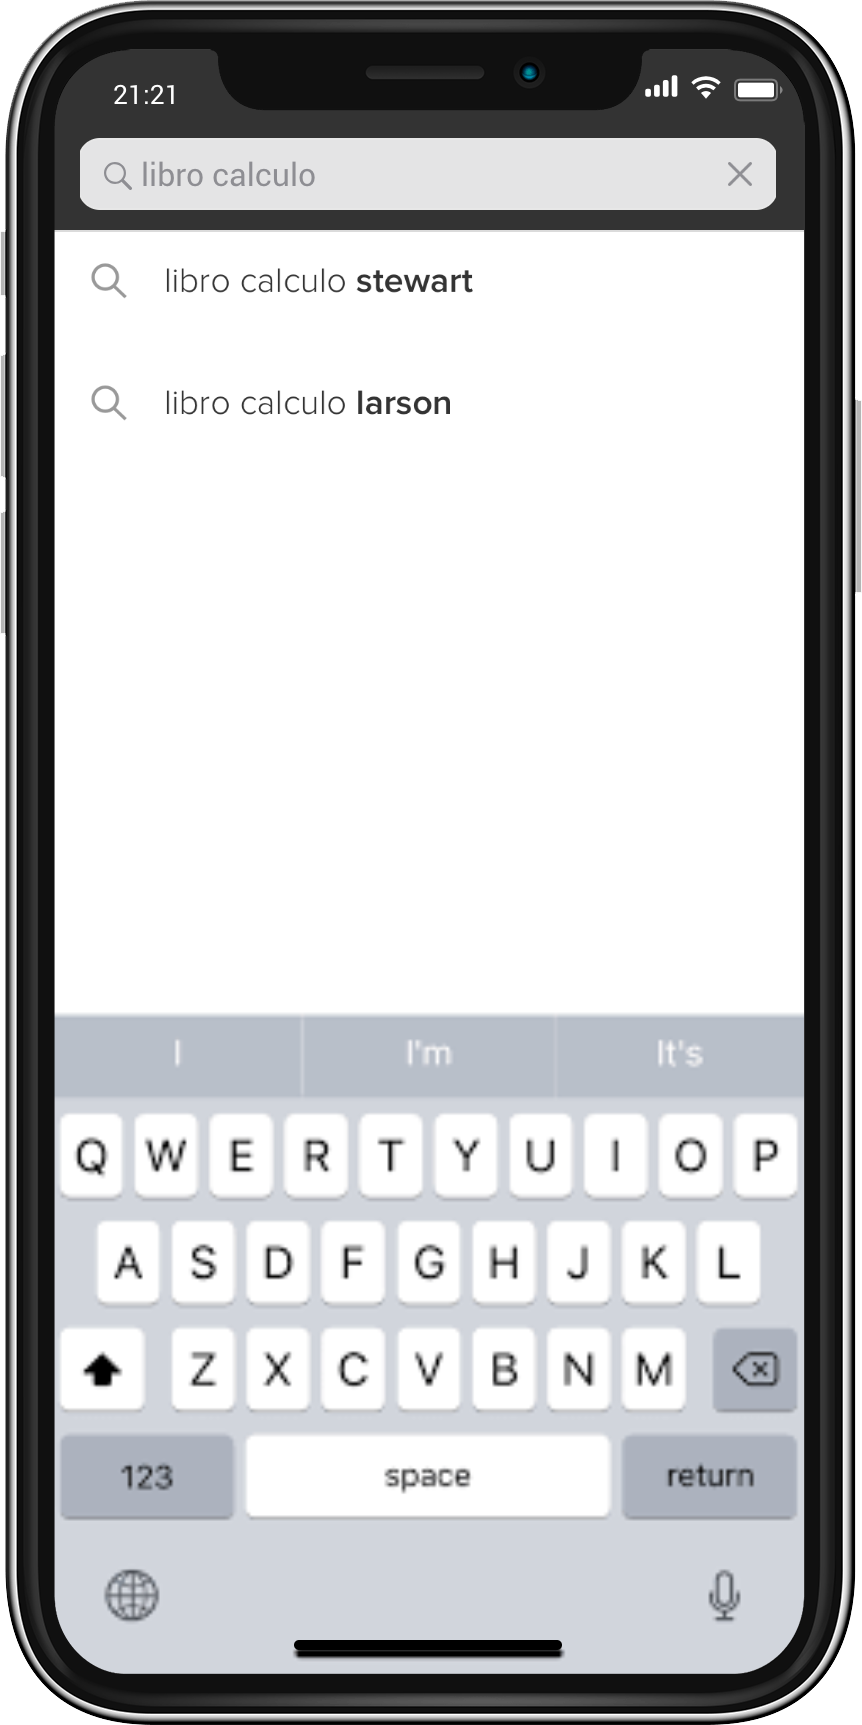 21:21
libro calculo
libro calculo stewart
libro calculo larson
I I'm It's
Q W E R T Y U I O P
A S D F G H J K L
Z X C V B N M
123 space return